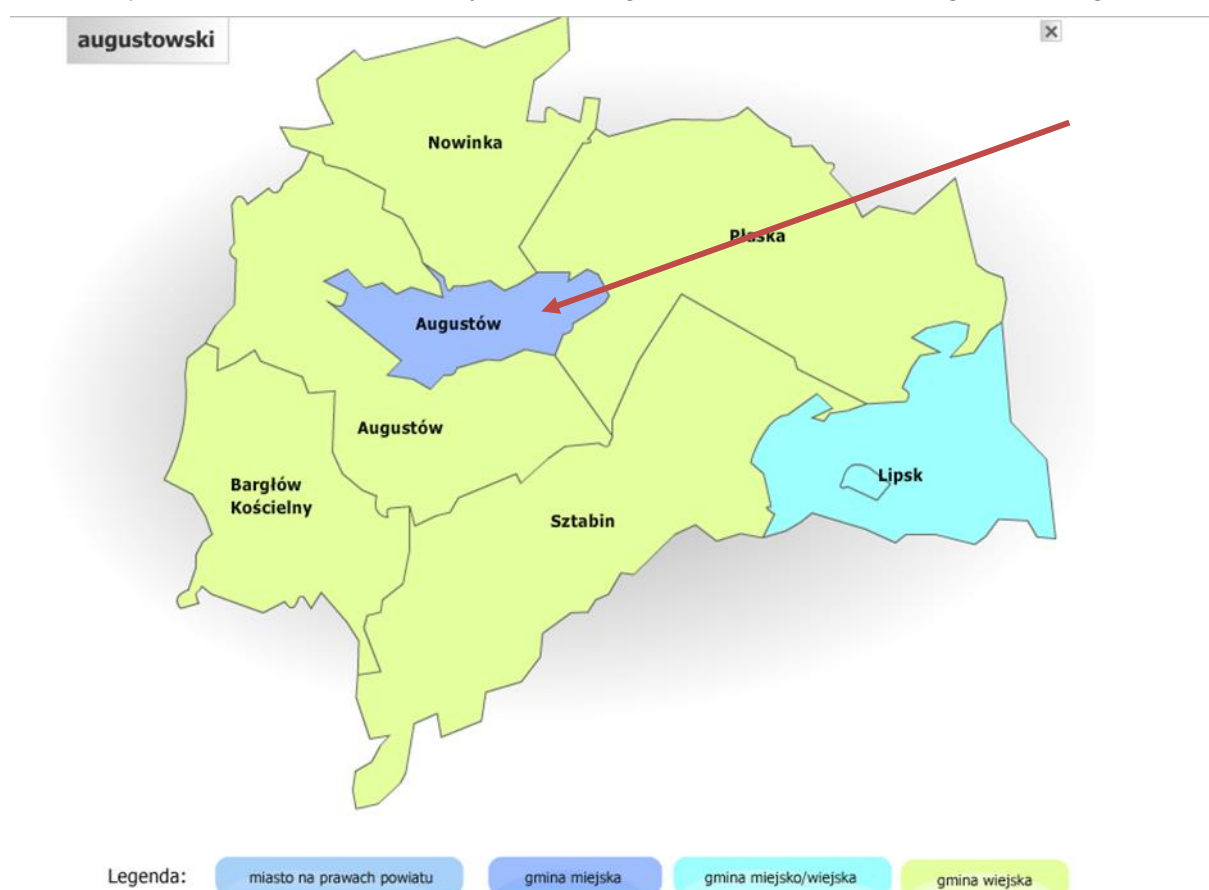 augustowski
Nowinka
Płaska
Augustów
Augustów
Bargłów
Kościelny
Lipsk
Sztabin
Legenda:
miasto na prawach powiatu
gmina miejska
gmina miejsko/wiejska
gmina wiejska